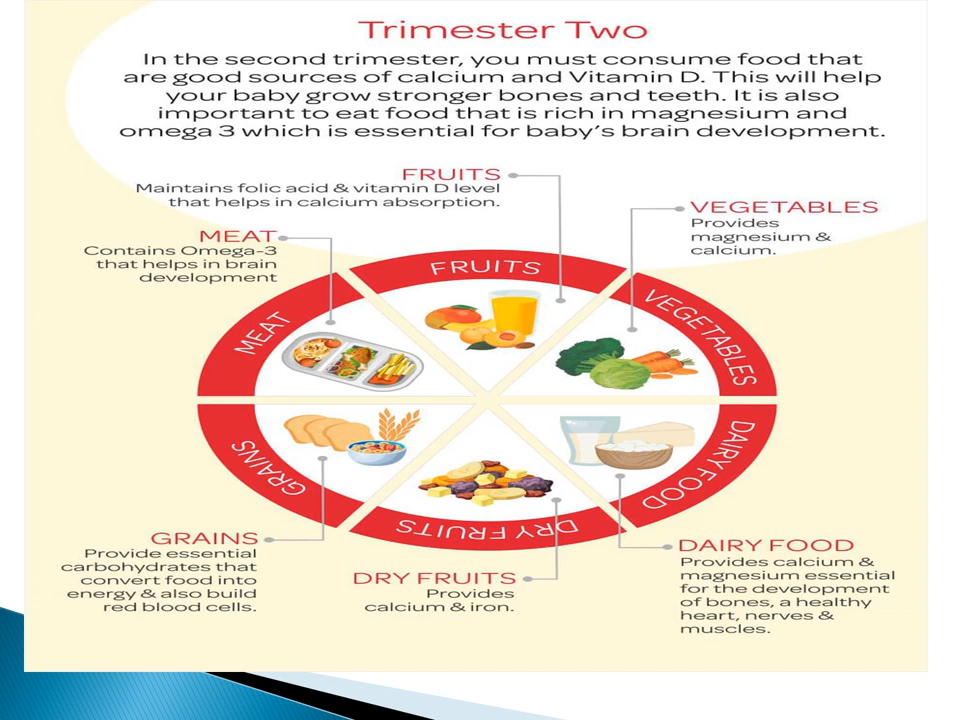 Trimester Two
In the second trimester, you must consume food that
are good sources of calcium and Vitamin D. This will help
your baby grow stronger bones and teeth. It is also
important to eat food that is rich in magnesium and
omega 3 which is essential for baby's brain development.
FRUITS
Maintains folic acid & vitamin D level
that helps in calcium absorption.
VEGETABLES
Provides
magnesium &
calcium.
MEAT
Contains Omega-3
that helps in brain
development
FRUITS
MEAT
VEGETABLES
GRAINS
DAIRY FOOD
DRY FRUITS
GRAINS
Provide essential
carbohydrates that
convert food into
energy & also build
red blood cells.
DRY FRUITS
Provides
calcium & iron.
DAIRY FOOD
Provides calcium &
magnesium essential
for the development
of bones, a healthy
heart, nerves &
muscles.